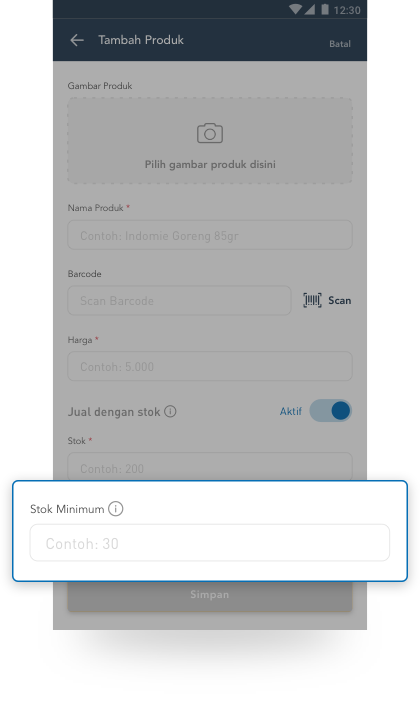 12:30
Tambah Produk
Batal
Gambar Produk
Pilih gambar produk disini
Nama Produk *
Contoh: Indomie Goreng 85gr
Barcode
Scan Barcode
Scan
Harga *
Contoh: 5.000
Jual dengan stok
Aktif
Stok *
Contoh: 200
Stok Minimum
Contoh: 30
Simpan